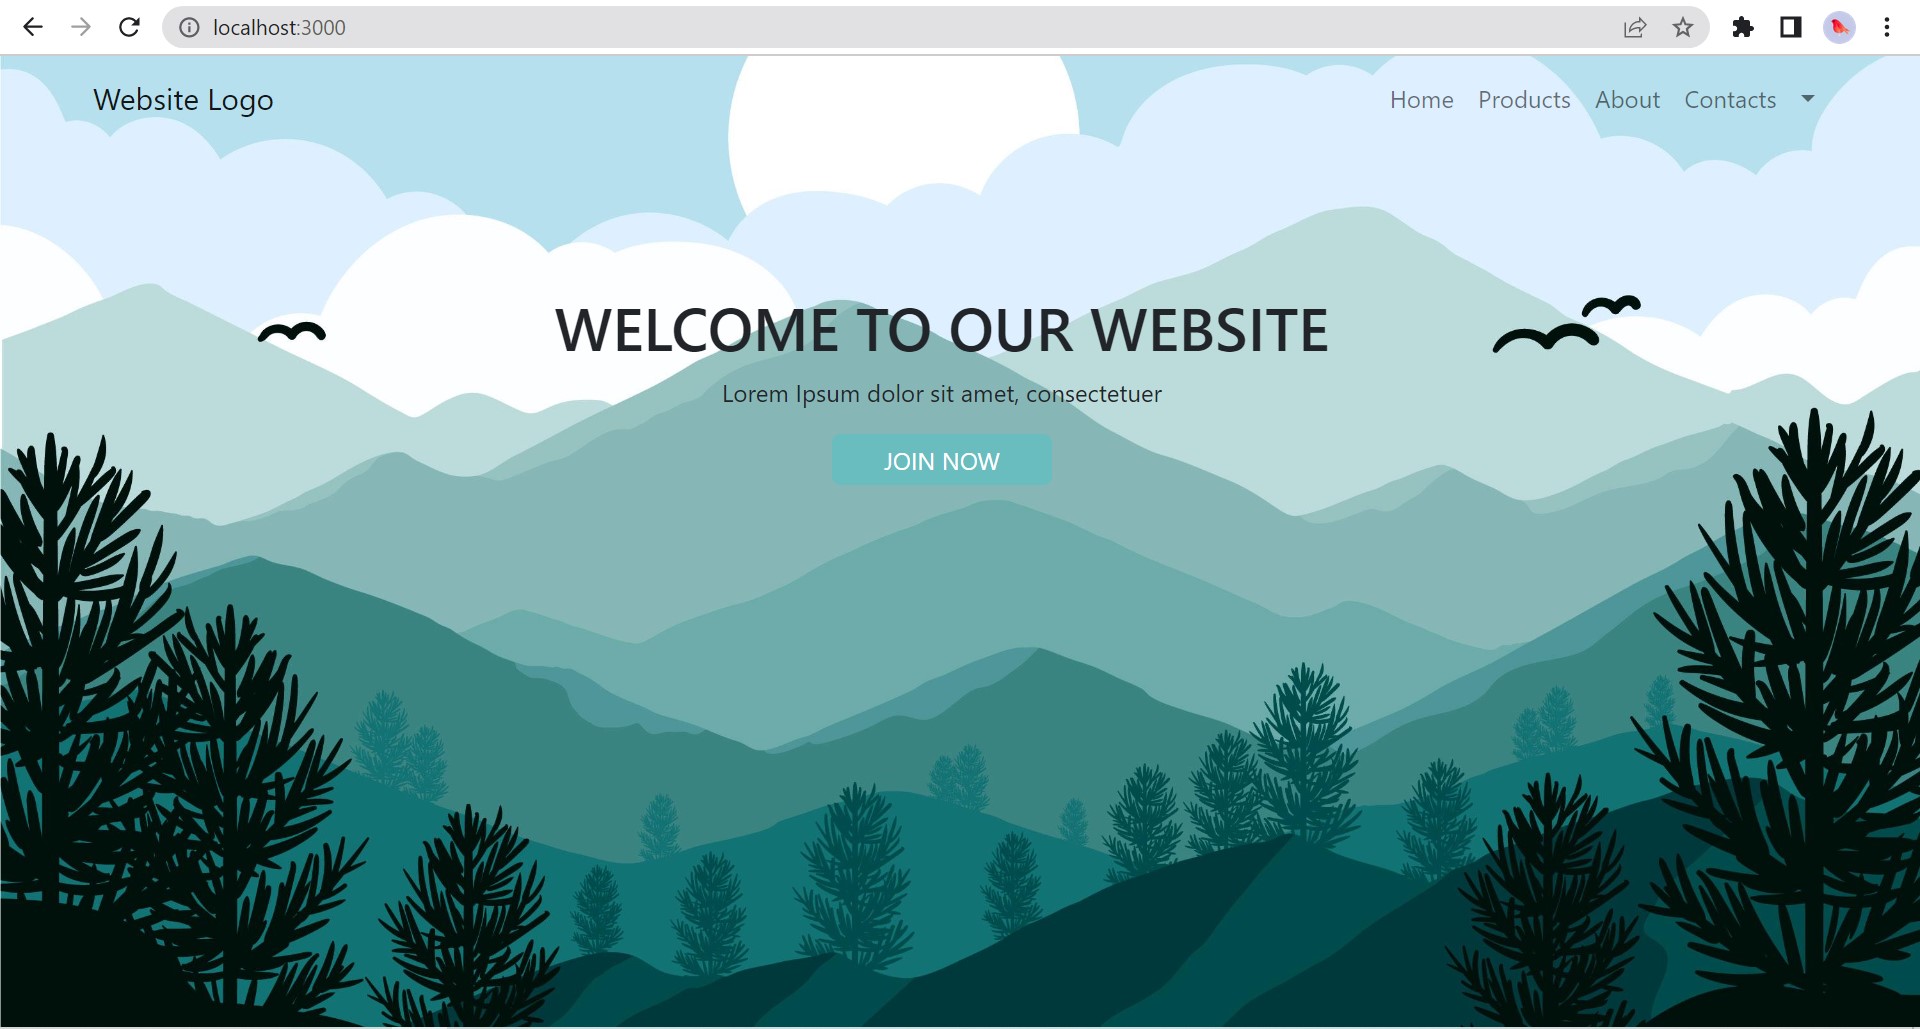 localhost:3000
Website Logo
Home Products About Contacts
WELCOME TO OUR WEBSITE
Lorem Ipsum dolor sit amet, consectetuer
JOIN NOW